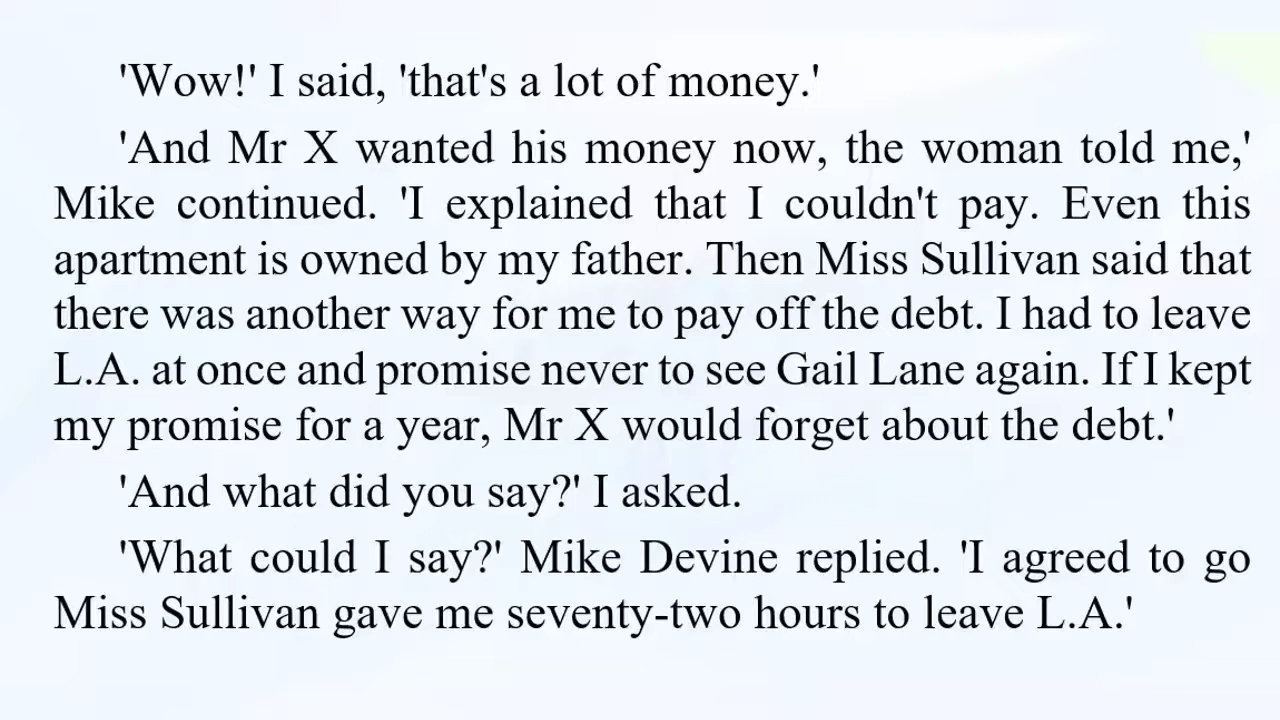 'Wow!' I said, 'that's a lot of money.'
'And Mr X wanted his money now, the woman told me,'
Mike continued. 'I explained that I couldn't pay. Even this
apartment is owned by my father. Then Miss Sullivan said that
there was another way for me to pay off the debt. I had to leave
L.A. at once and promise never to see Gail Lane again. If I kept
my promise for a year, Mr X would forget about the debt.'
'And what did you say?' I asked.
'What could I say?' Mike Devine replied. 'I agreed to go
Miss Sullivan gave me seventy-two hours to leave L.A.'